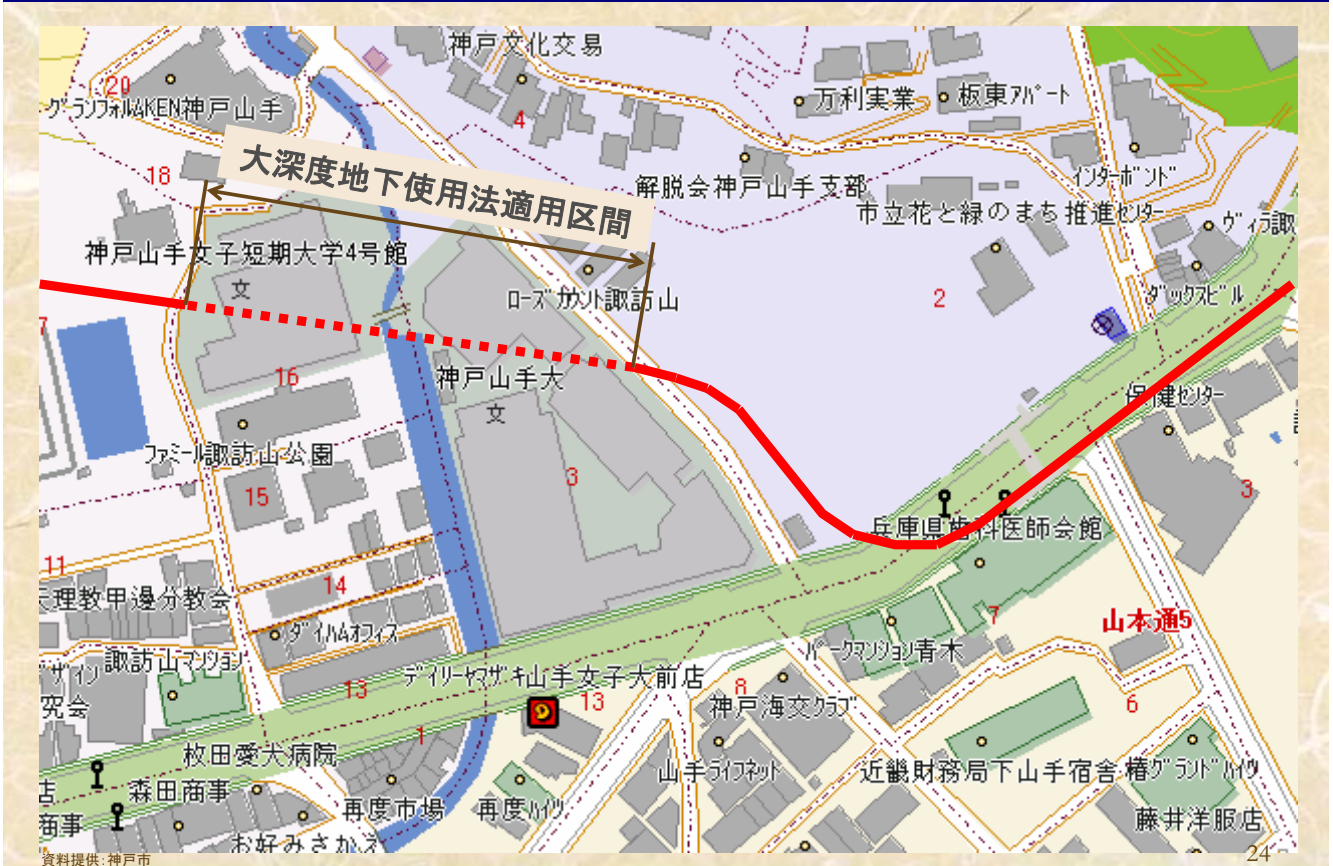 神戸文化交易
20
グランフォルムKEN神戸山手
万利実業
板東アパート
4
大深度地下使用法適用区間
18
解脱会神戸山手支部
インターボンド
市立花と緑のまち推進センター
ヴィラ諏
神戸山手女子短期大学4号館
文
ローズカウント諏訪山
2
ダックスビル
7
16
神戸山手大
文
保健センター
ファミール諏訪山公園
15
3
3
兵庫県歯科医師会館
11
14
天理教甲邊分教会
7
山本通5
ダイハムオフィス
パークマンション青木
デザイン
諏訪山マンション
究会
13
デイリーヤマザキ山手女子大前店
13
8
神戸海交クラブ
6
1
枚田愛犬病院
山手ライフネット
近畿財務局下山手宿舎
椿グランドハイツ
店
森田商事
再度市場
再度ハイツ
商事
お好みさかえ
藤井洋服店
資料提供:神戸市
24